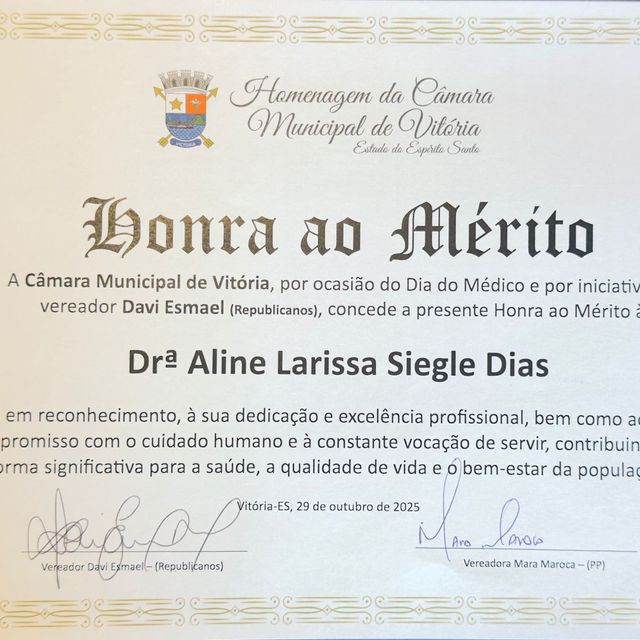 Homenagem da Câmara
Municipal de Vitória
Estado do Espírito Santo
VICTORIA
Honra ao Mérito
A Câmara Municipal de Vitória, por ocasião do Dia do Médico e por iniciativ
vereador Davi Esmael (Republicanos), concede a presente Honra ao Mérito à
Drª Aline Larissa Siegle Dias
em reconhecimento, à sua dedicação e excelência profissional, bem como ao
promisso com o cuidado humano e à constante vocação de servir, contribuin
orma significativa para a saúde, a qualidade de vida e o bem-estar da populaç
Vitória-ES, 29 de outubro de 2025
Vereador Davi Esmael – (Republicanos)
Vereadora Mara Maroca – (PP)